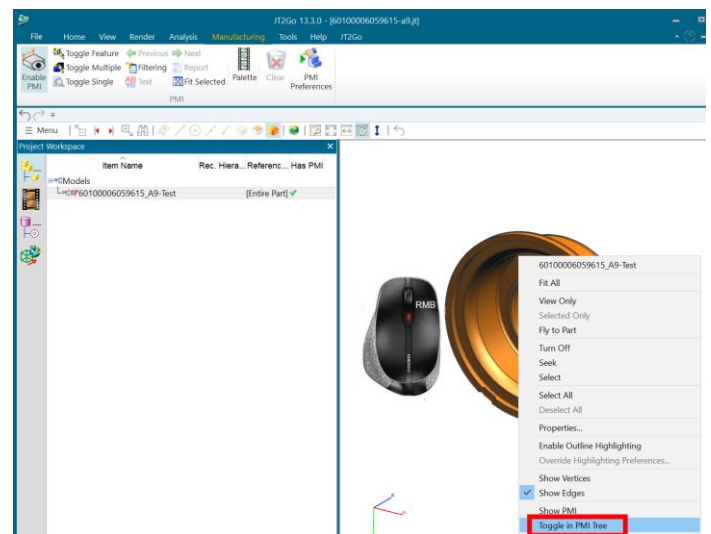 JT2Go 13.3.0 - [60100006059615-a9.jt]
File Home View Render Analysis Manufacturing Tools Help JT2Go
Enable PMI
Toggle Feature Previous Next
Toggle Multiple Filtering Report
Toggle Single Text Fit Selected
Palette Clear PMI Preferences
PMI
Menu
Project Workspace
Item Name Rec. Hiera... Referenc... Has PMI
Models
60100006059615_A9-Test [Entire Part]
RMB
60100006059615_A9-Test
Fit All
View Only
Selected Only
Fly to Part
Turn Off
Seek
Select
Select All
Deselect All
Properties...
Enable Outline Highlighting
Override Highlighting Preferences...
Show Vertices
Show Edges
Show PMI
Toggle in PMI Tree